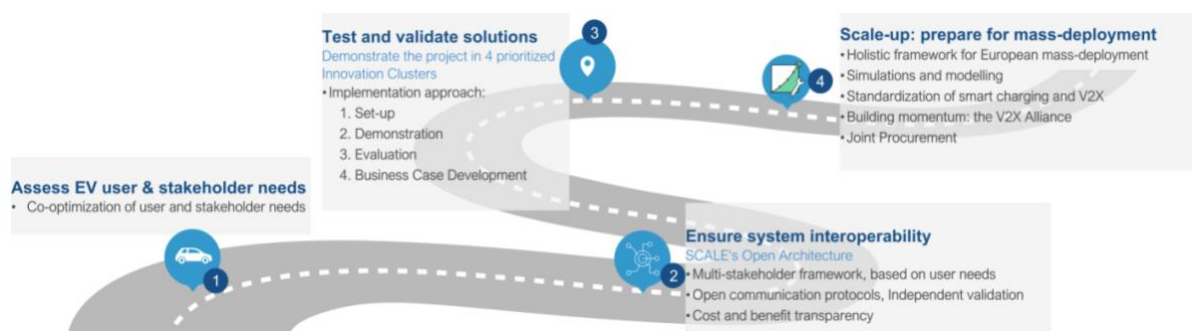 Assess EV user & stakeholder needs
• Co-optimization of user and stakeholder needs
1
Ensure system interoperability
SCALE's Open Architecture
• Multi-stakeholder framework, based on user needs
• Open communication protocols, Independent validation
• Cost and benefit transparency
2
Test and validate solutions
Demonstrate the project in 4 prioritized
Innovation Clusters
• Implementation approach:
1. Set-up
2. Demonstration
3. Evaluation
4. Business Case Development
3
Scale-up: prepare for mass-deployment
• Holistic framework for European mass-deployment
• Simulations and modelling
• Standardization of smart charging and V2X
• Building momentum: the V2X Alliance
• Joint Procurement
4